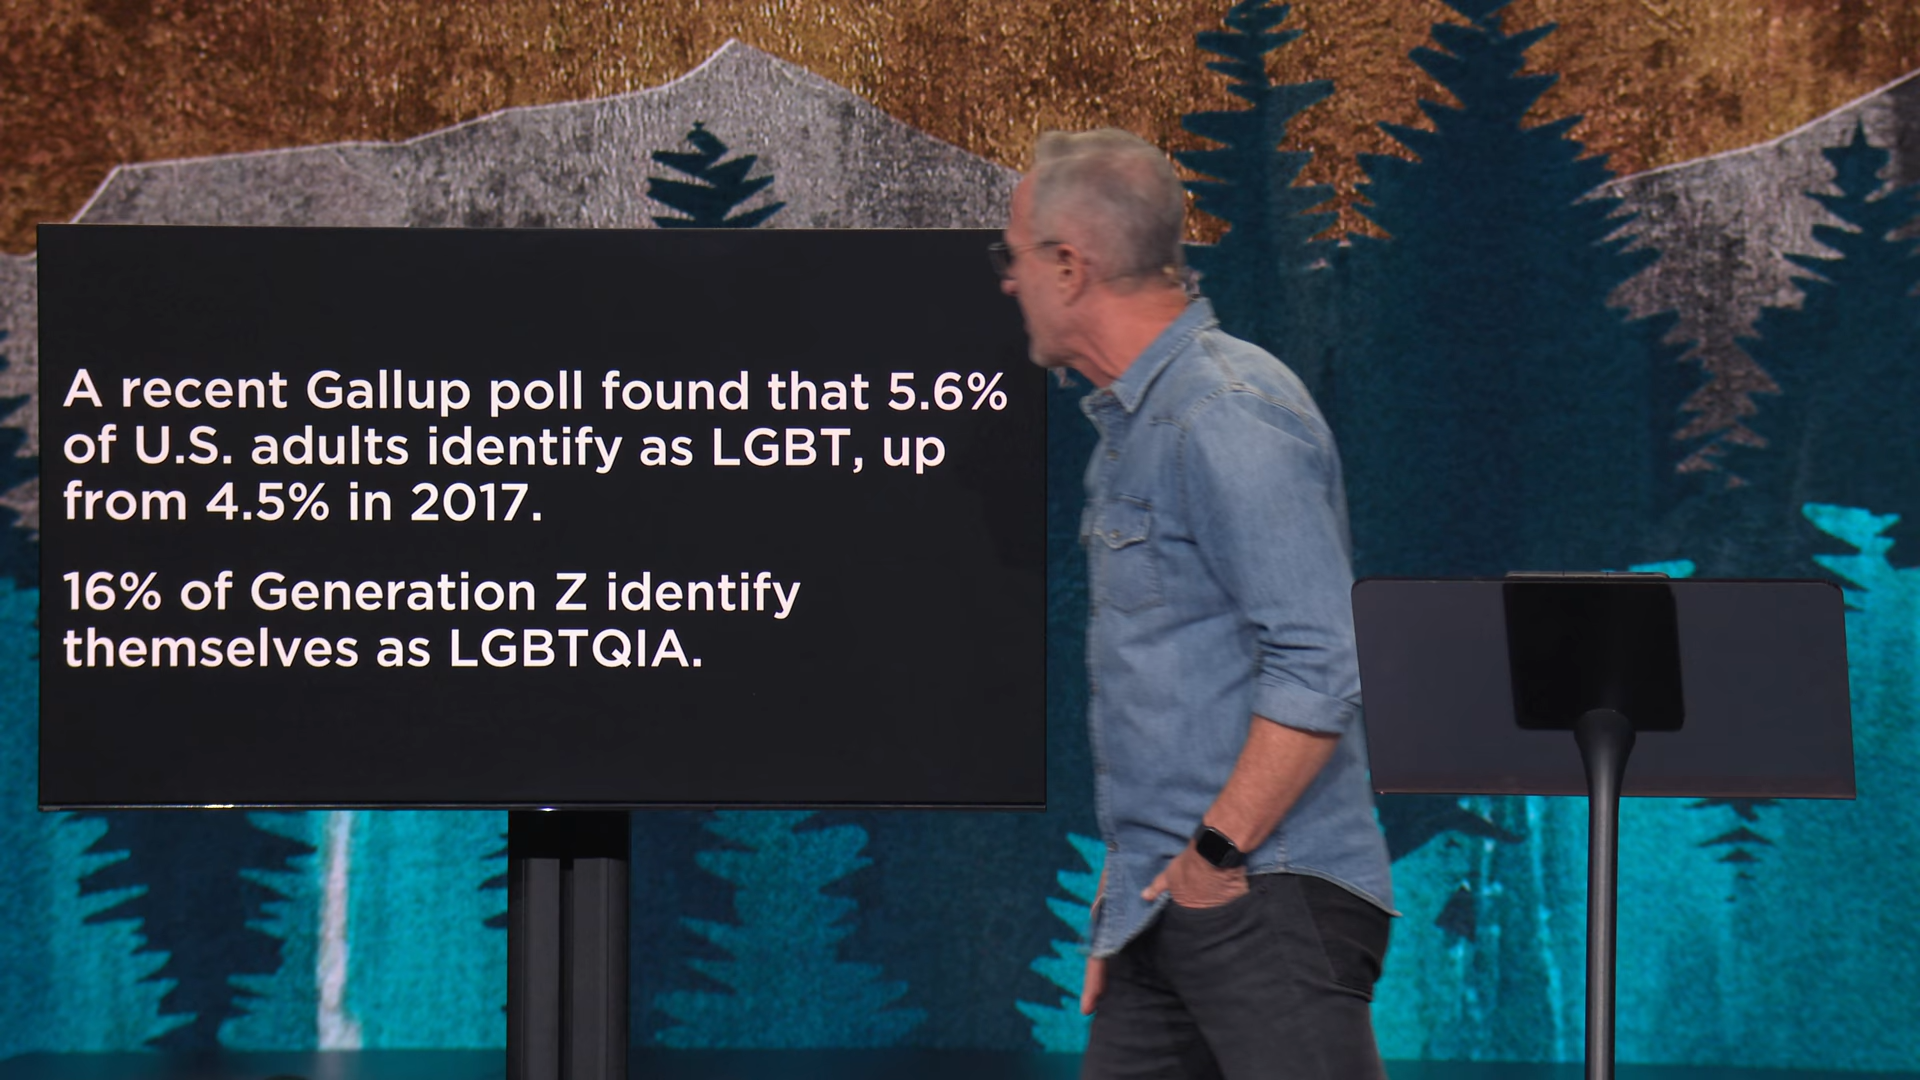 A recent Gallup poll found that 5.6%
of U.S. adults identify as LGBT, up
from 4.5% in 2017.
16% of Generation Z identify
themselves as LGBTQIA.